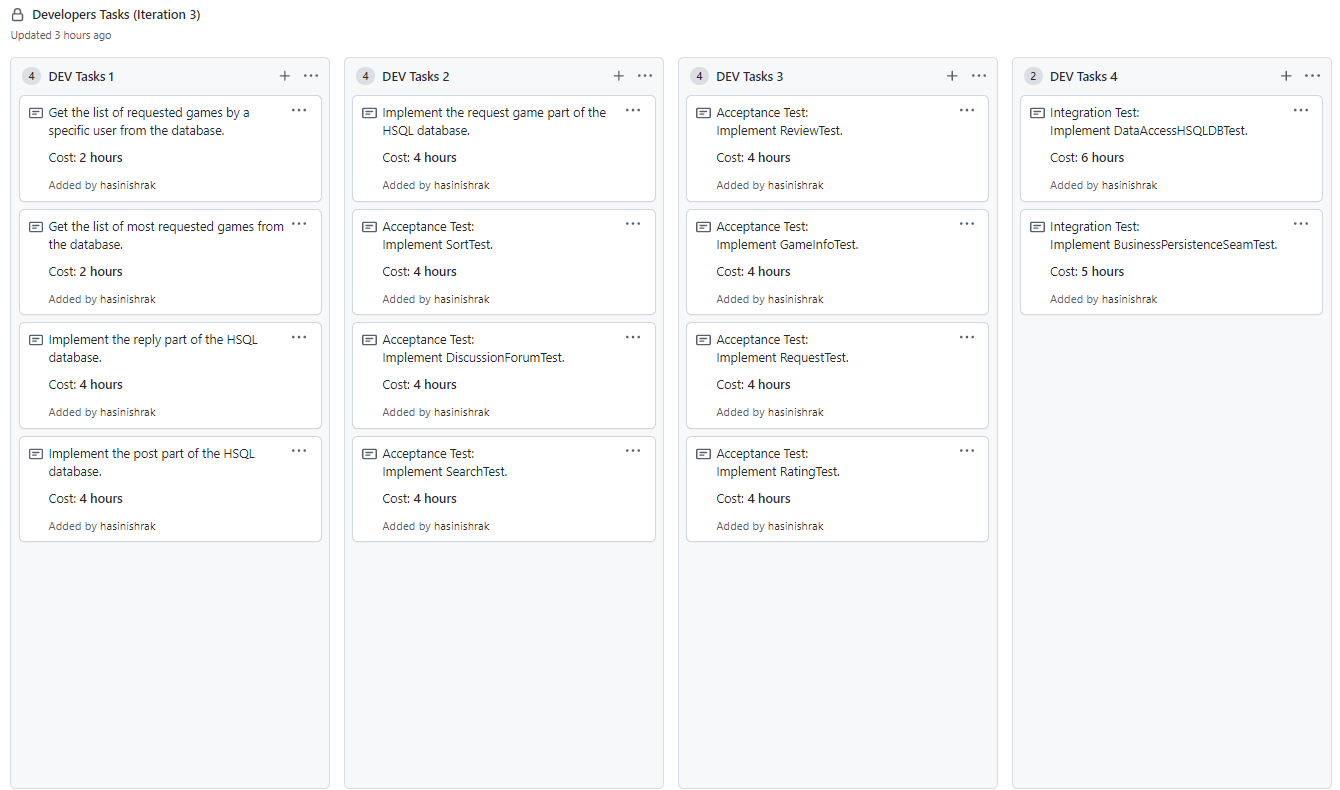 Developers Tasks (Iteration 3)
Updated 3 hours ago
4 DEV Tasks 1
Get the list of requested games by a
specific user from the database.
Cost: 2 hours
Added by hasinishrak
Get the list of most requested games from
the database.
Cost: 2 hours
Added by hasinishrak
Implement the reply part of the HSQL
database.
Cost: 4 hours
Added by hasinishrak
Implement the post part of the HSQL
database.
Cost: 4 hours
Added by hasinishrak
4 DEV Tasks 2
Implement the request game part of the
HSQL database.
Cost: 4 hours
Added by hasinishrak
Acceptance Test:
Implement SortTest.
Cost: 4 hours
Added by hasinishrak
Acceptance Test:
Implement DiscussionForumTest.
Cost: 4 hours
Added by hasinishrak
Acceptance Test:
Implement SearchTest.
Cost: 4 hours
Added by hasinishrak
4 DEV Tasks 3
Acceptance Test:
Implement ReviewTest.
Cost: 4 hours
Added by hasinishrak
Acceptance Test:
Implement GameInfoTest.
Cost: 4 hours
Added by hasinishrak
Acceptance Test:
Implement RequestTest.
Cost: 4 hours
Added by hasinishrak
Acceptance Test:
Implement RatingTest.
Cost: 4 hours
Added by hasinishrak
2 DEV Tasks 4
Integration Test:
Implement DataAccessHSQLDBTest.
Cost: 6 hours
Added by hasinishrak
Integration Test:
Implement BusinessPersistenceSeamTest.
Cost: 5 hours
Added by hasinishrak